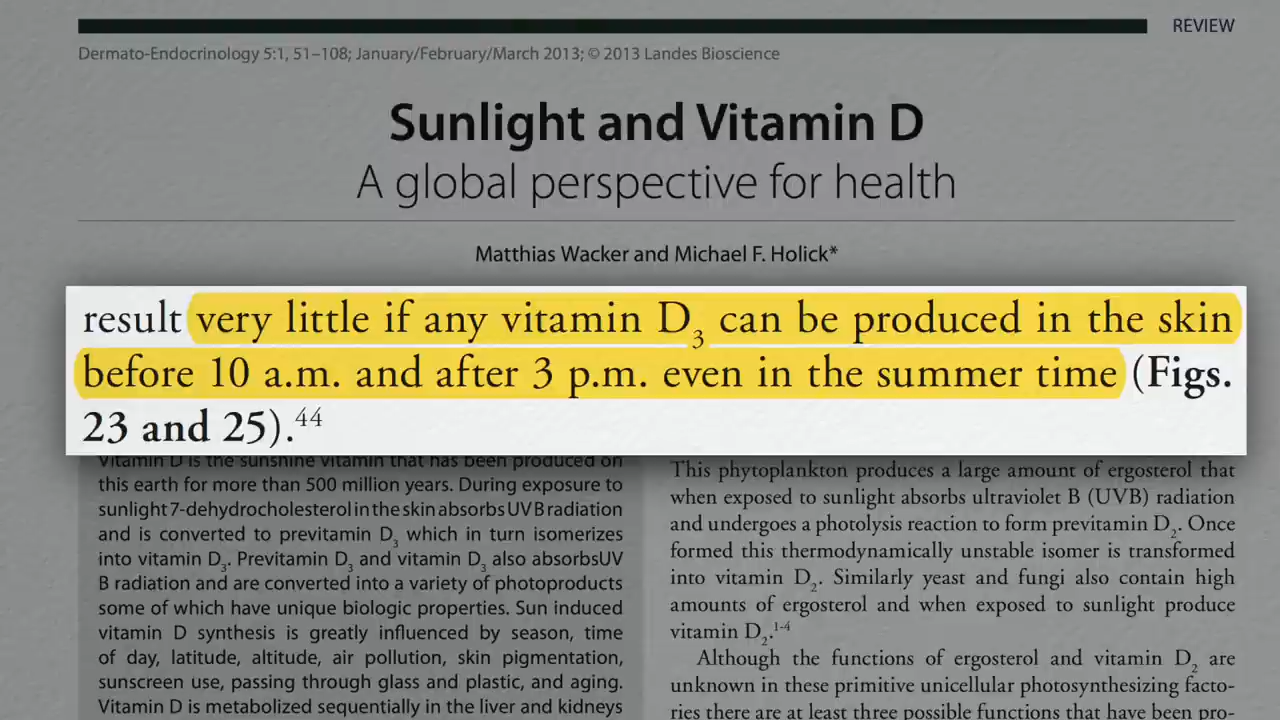 REVIEW
Dermato-Endocrinology 5:1, 51–108; January/February/March 2013; © 2013 Landes Bioscience
Sunlight and Vitamin D
A global perspective for health
Matthias Wacker and Michael F. Holick*
result very little if any vitamin D₃ can be produced in the skin
before 10 a.m. and after 3 p.m. even in the summer time (Figs.
23 and 25).⁴⁴
Vitamin D is the sunshine vitamin that has been produced on
this earth for more than 500 million years. During exposure to
sunlight 7-dehydrocholesterol in the skin absorbs UV B radiation
and is converted to previtamin D₃ which in turn isomerizes
into vitamin D₃. Previtamin D₃ and vitamin D₃ also absorbsUV
B radiation and are converted into a variety of photoproducts
some of which have unique biologic properties. Sun induced
vitamin D synthesis is greatly influenced by season, time
of day, latitude, altitude, air pollution, skin pigmentation,
sunscreen use, passing through glass and plastic, and aging.
Vitamin D is metabolized sequentially in the liver and kidneys
This phytoplankton produces a large amount of ergosterol that
when exposed to sunlight absorbs ultraviolet B (UVB) radiation
and undergoes a photolysis reaction to form previtamin D₂. Once
formed this thermodynamically unstable isomer is transformed
into vitamin D₂. Similarly yeast and fungi also contain high
amounts of ergosterol and when exposed to sunlight produce
vitamin D₂.¹⁻⁴
Although the functions of ergosterol and vitamin D₂ are
unknown in these primitive unicellular photosynthesizing facto-
ries there are at least three possible functions that have been pro-